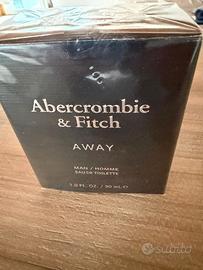 Abercrombie
& Fitch
AWAY
MAN / HOMME
EAU DE TOILETTE
1.0 FL. OZ. / 30 mL ℮
subito